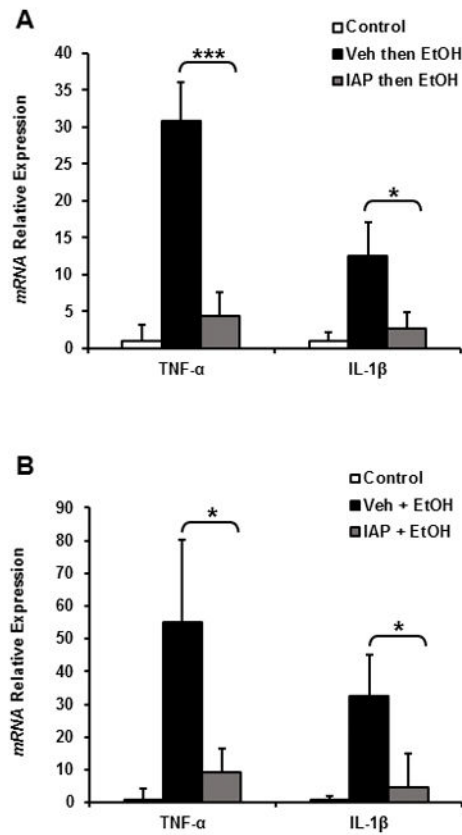 A
Control
Veh then EtOH
IAP then EtOH
mRNA Relative Expression
40
35
30
25
20
15
10
5
0
***
*
TNF-α
IL-1β
B
Control
Veh + EtOH
IAP + EtOH
mRNA Relative Expression
90
80
70
60
50
40
30
20
10
0
*
*
TNF-α
IL-1β